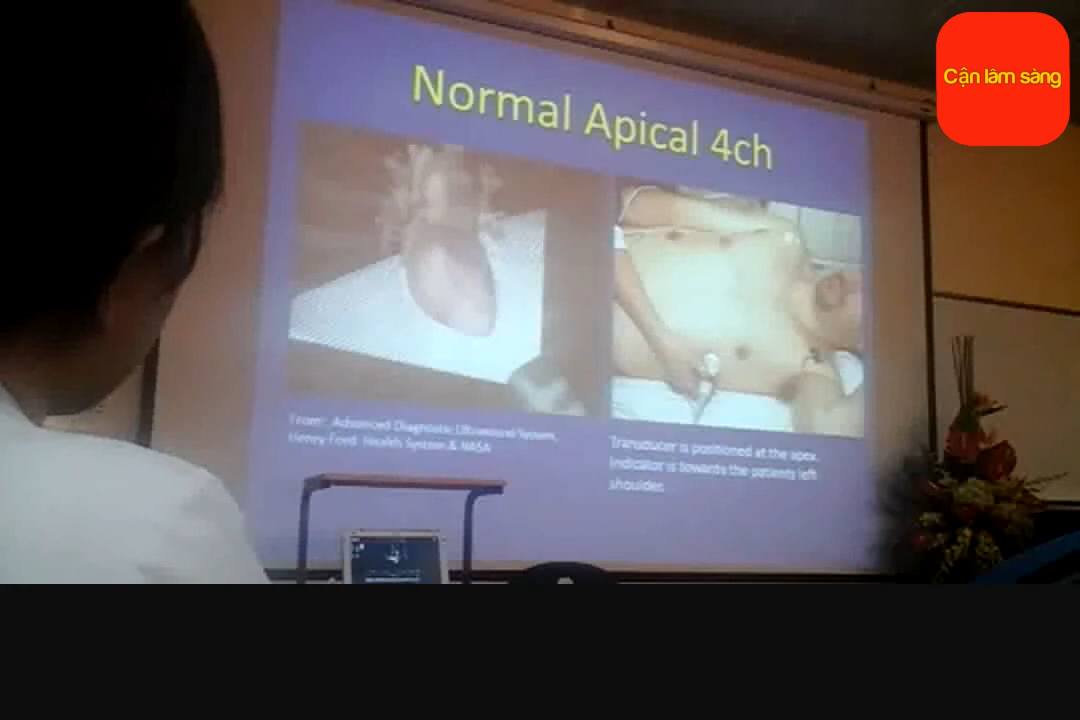 Cận lâm sàng
Normal Apical 4ch
From: Advanced Diagnostic Ultrasound System,
Henry Ford Health System & NASA
Transducer is positioned at the apex.
Indicator is towards the patients left
shoulder.